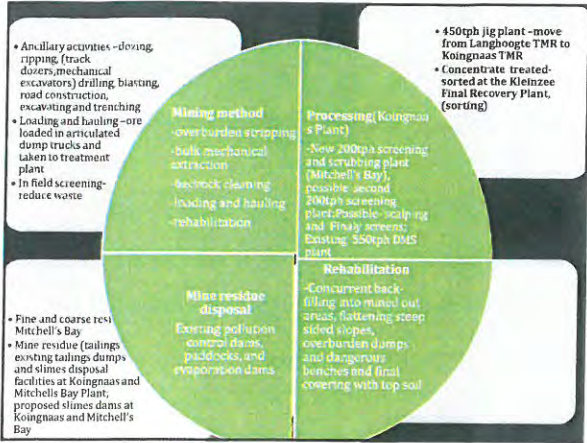 • Ancillary activities –dozing,
ripping, (track
dozers,mechanical
excavators) drilling, blasting,
road construction,
excavating and trenching
• Loading and hauling –ore
loaded in articulated
dump trucks and
taken to treatment
plant
• In field screening-
reduce waste
• 450tph jig plant –move
from Langhoogte TMR to
Koingnaas TMR
• Concentrate treated-
sorted at the Kleinzee
Final Recovery Plant,
(sorting)
Mining method
-overburden stripping
-bulk mechanical
extraction
-bedrock cleaning
-loading and hauling
-rehabilitation
Processing(Koingnaa
s Plant)
-New 200tpa screening
and scrubbing plant
(Mitchell's Bay),
possible second
200tph screening
plant;Possible-scalping
and Finaly screens;
Existing 550tph DMS
plant
Mine residue
disposal
Existing pollution
control dams,
paddocks, and
evaporation dams
Rehabilitation
-Concurrent back-
filling into mined out
areas, flattening steep
sided slopes,
overburden dumps
and dangerous
benches and final
covering with top soil
• Fine and coarse resi
Mitchell's Bay
• Mine residue (tailings
existing tailings dumps
and slimes disposal
facilities at Koingnaas and
Mitchells Bay Plant;
proposed slimes dams at
Koingnaas and Mitchell's
Bay